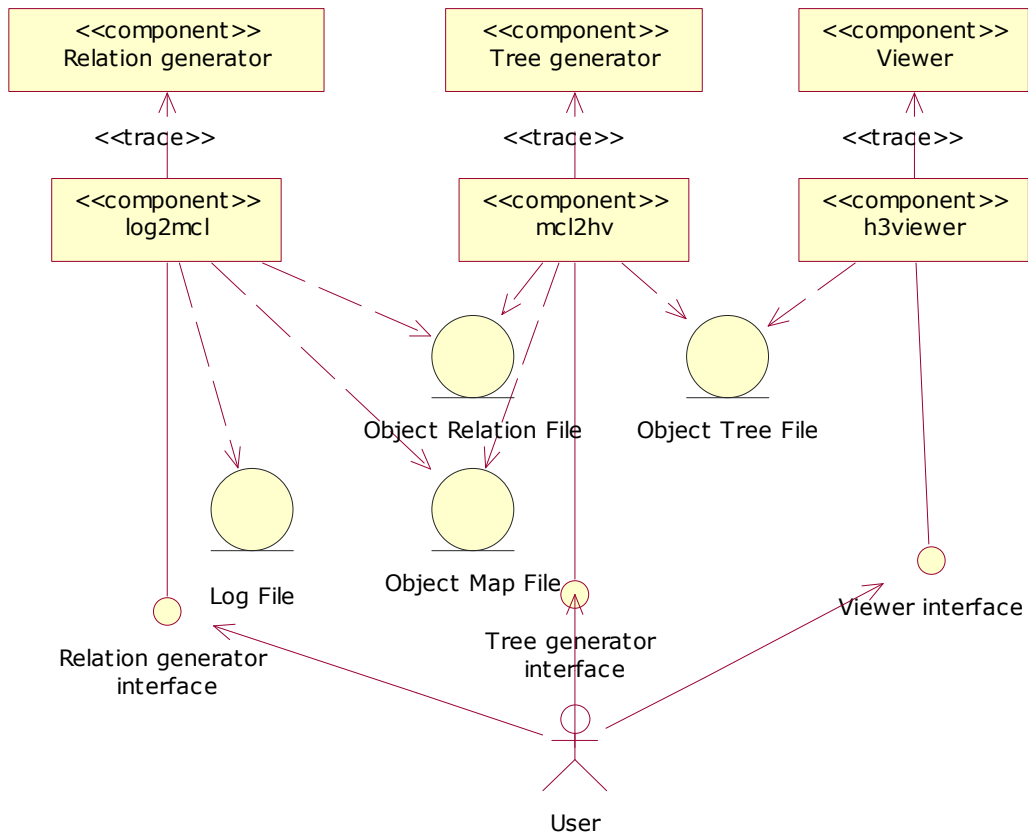 <<component>>
Relation generator
<<component>>
Tree generator
<<component>>
Viewer
<<trace>>
<<trace>>
<<trace>>
<<component>>
log2mcl
<<component>>
mcl2hv
<<component>>
h3viewer
Object Relation File
Object Tree File
Log File
Object Map File
Viewer interface
Relation generator
interface
Tree generator
interface
User